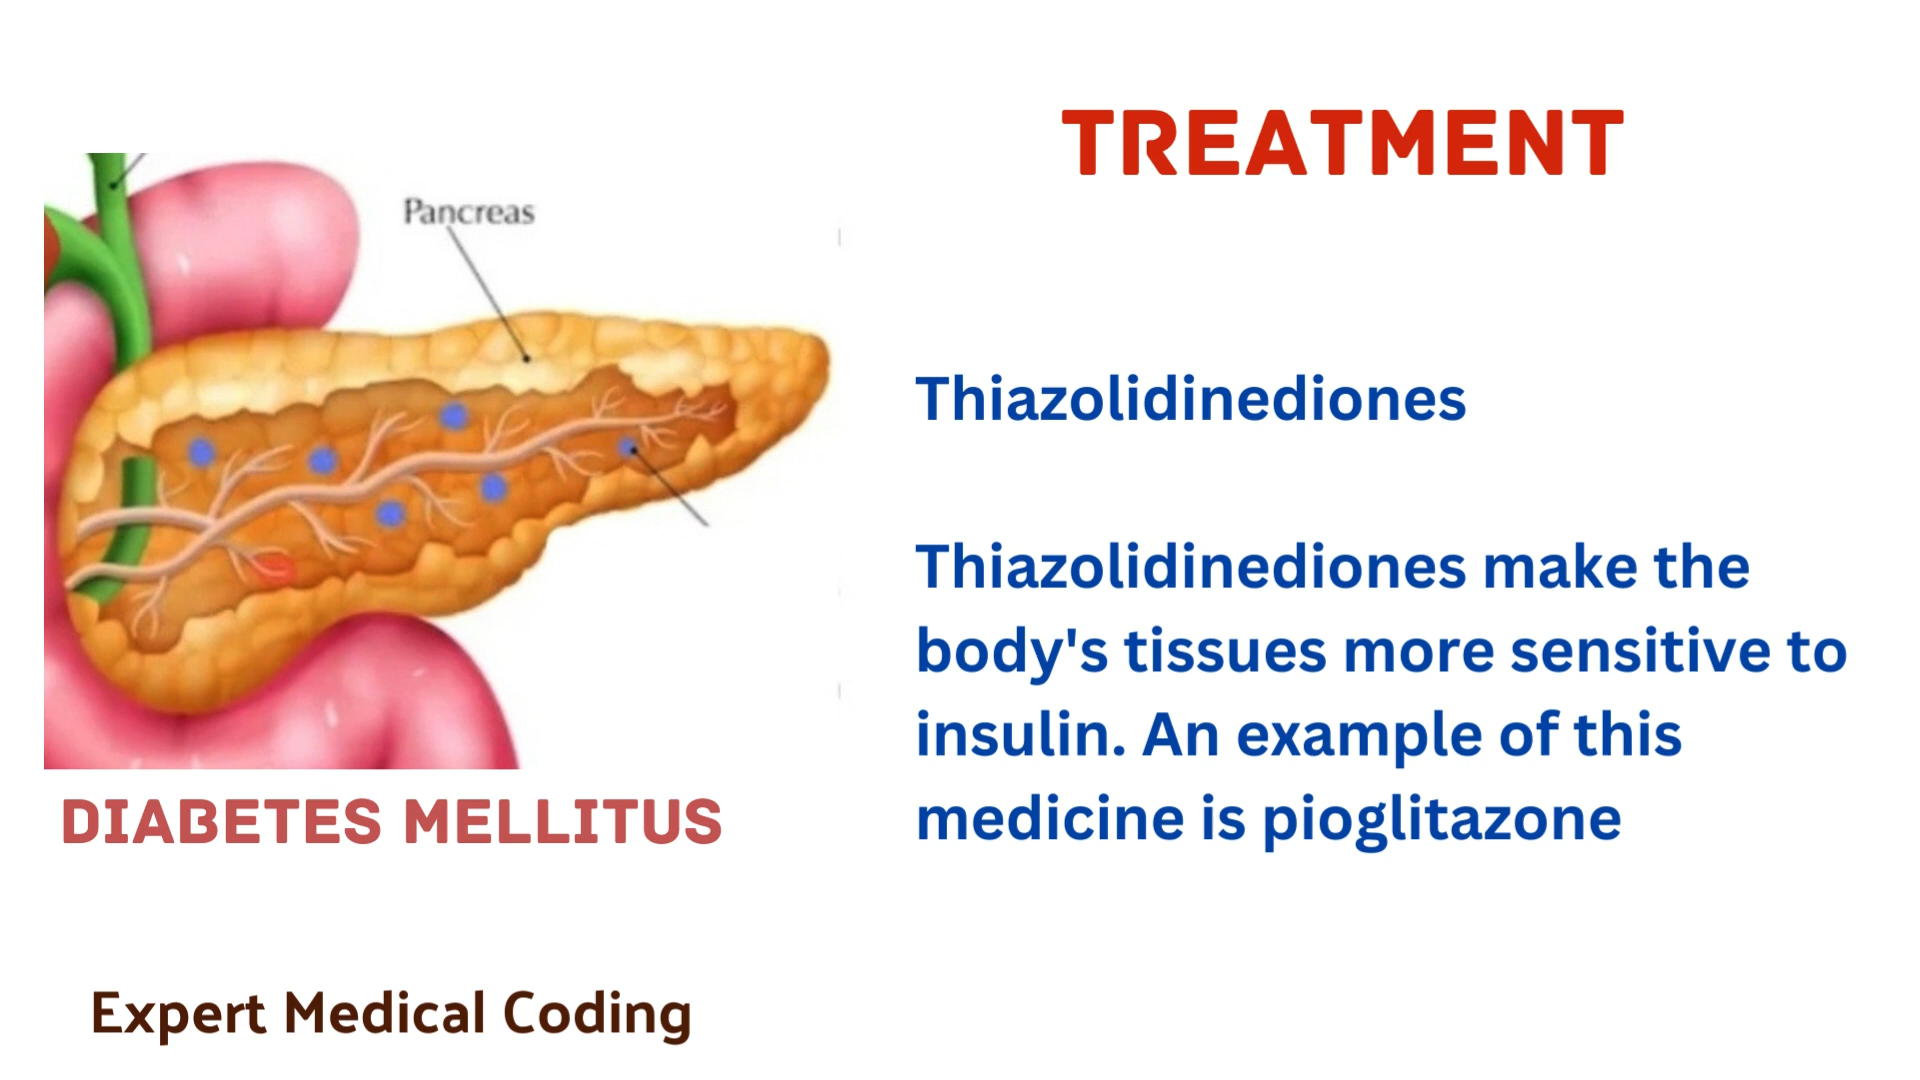 TREATMENT
Pancreas
Thiazolidinediones
Thiazolidinediones make the
body's tissues more sensitive to
insulin. An example of this
medicine is pioglitazone
DIABETES MELLITUS
Expert Medical Coding